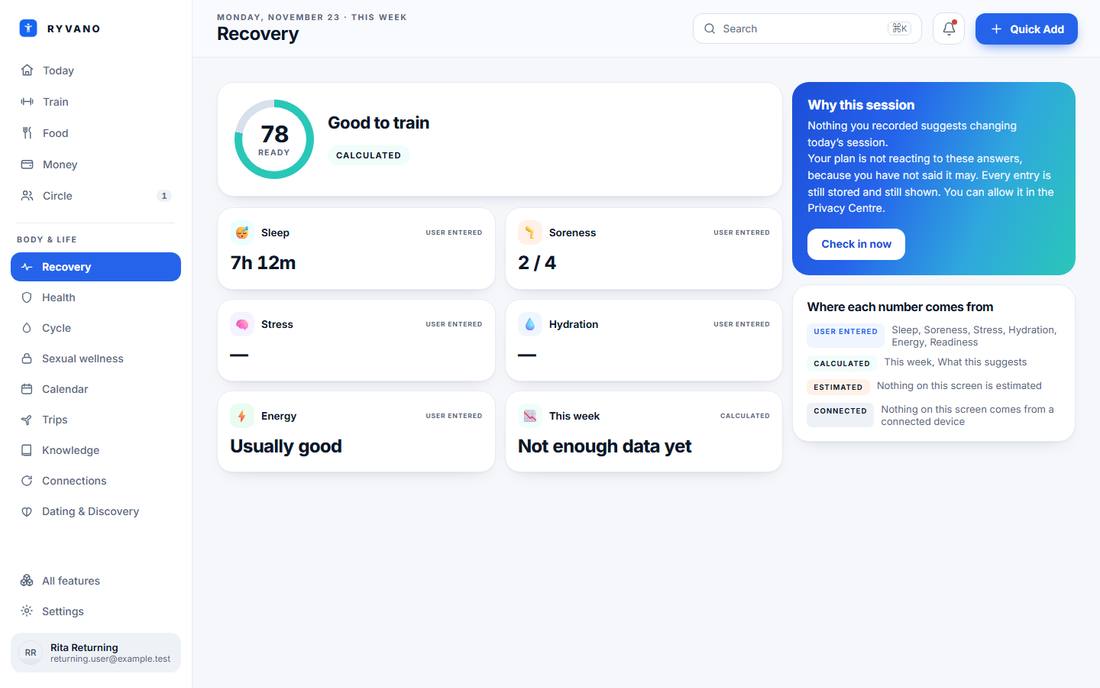 RYVANO
Today
Train
Food
Money
Circle 1
BODY & LIFE
Recovery
Health
Cycle
Sexual wellness
Calendar
Trips
Knowledge
Connections
Dating & Discovery
All features
Settings
RR
Rita Returning
returning.user@example.test
MONDAY, NOVEMBER 23 · THIS WEEK
Recovery
Search ⌘K
Quick Add
78
READY
Good to train
CALCULATED
Sleep USER ENTERED
7h 12m
Soreness USER ENTERED
2 / 4
Stress USER ENTERED
—
Hydration USER ENTERED
—
Energy USER ENTERED
Usually good
This week CALCULATED
Not enough data yet
Why this session
Nothing you recorded suggests changing
today's session.
Your plan is not reacting to these answers,
because you have not said it may. Every entry is
still stored and still shown. You can allow it in the
Privacy Centre.
Check in now
Where each number comes from
USER ENTERED Sleep, Soreness, Stress, Hydration,
Energy, Readiness
CALCULATED This week, What this suggests
ESTIMATED Nothing on this screen is estimated
CONNECTED Nothing on this screen comes from a
connected device